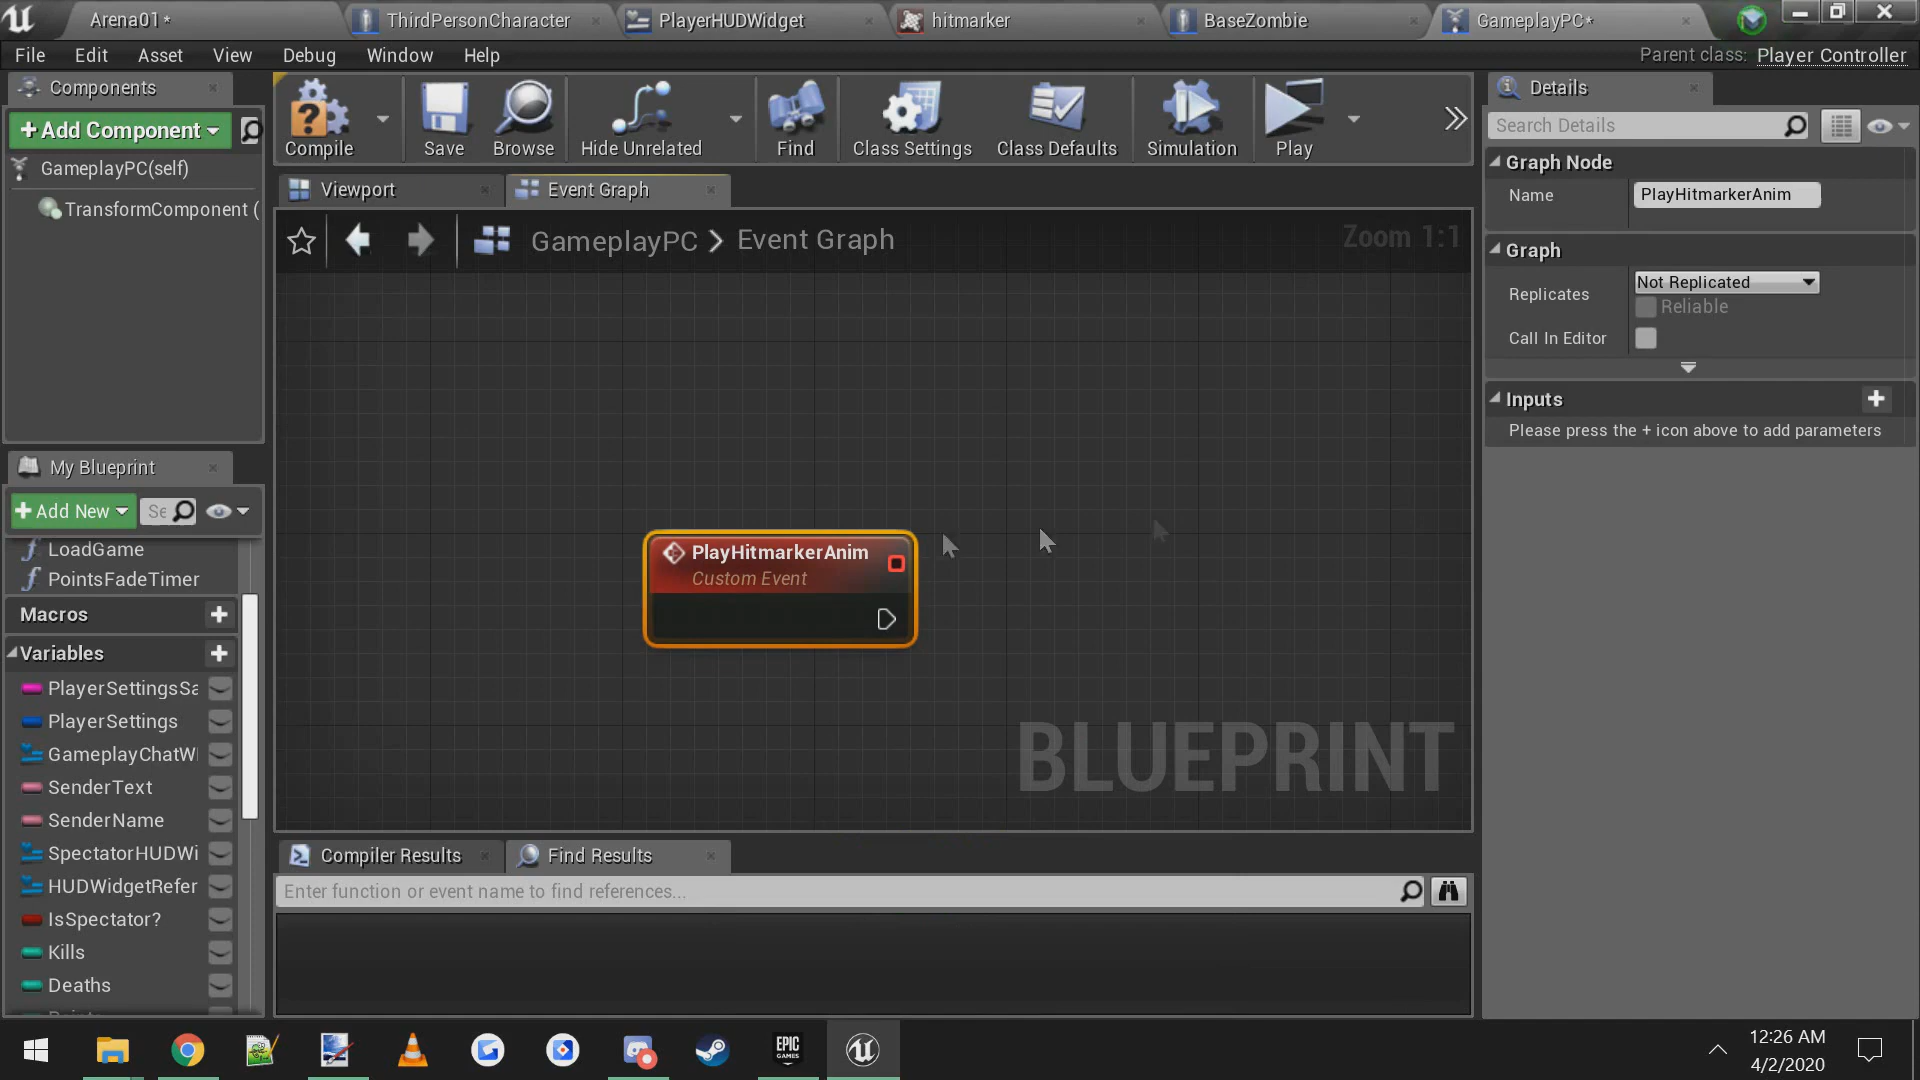 Arena01*
ThirdPersonCharacter
PlayerHUDWidget
hitmarker
BaseZombie
GameplayPC*
File Edit Asset View Debug Window Help
Parent class: Player Controller
Components
+ Add Component
GameplayPC(self)
TransformComponent (
Compile
Save
Browse
Hide Unrelated
Find
Class Settings
Class Defaults
Simulation
Play
Viewport
Event Graph
GameplayPC > Event Graph
Zoom 1:1
PlayHitmarkerAnim
Custom Event
BLUEPRINT
My Blueprint
+ Add New
Se
LoadGame
PointsFadeTimer
Macros
Variables
PlayerSettingsSa
PlayerSettings
GameplayChatWi
SenderText
SenderName
SpectatorHUDWi
HUDWidgetRefer
IsSpectator?
Kills
Deaths
Compiler Results
Find Results
Enter function or event name to find references...
Details
Search Details
Graph Node
Name
PlayHitmarkerAnim
Graph
Replicates
Not Replicated
Reliable
Call In Editor
Inputs
Please press the + icon above to add parameters
EPIC
GAMES
12:26 AM
4/2/2020